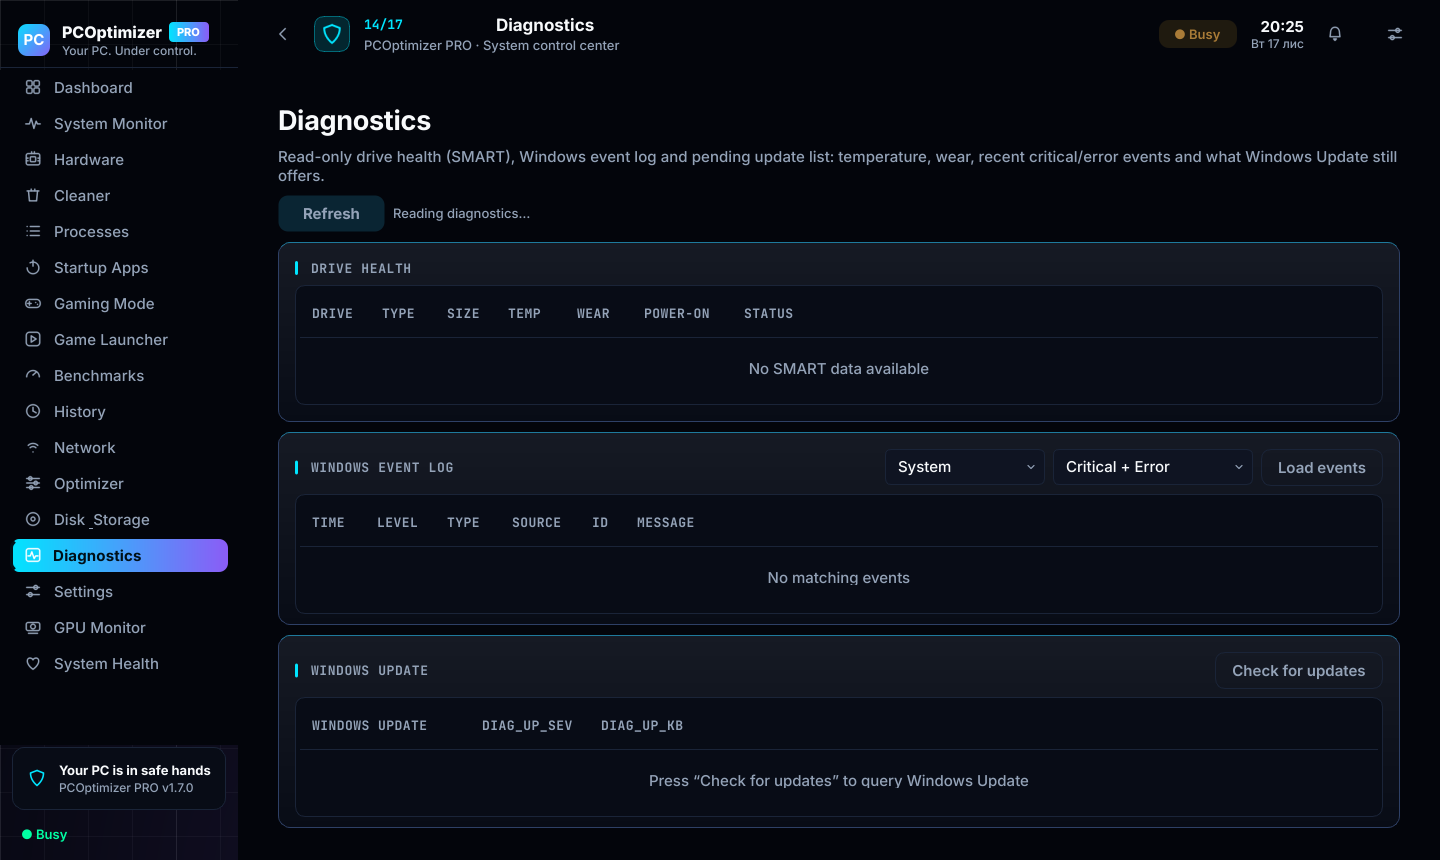 PC
PCOptimizer PRO
Your PC. Under control.
Dashboard
System Monitor
Hardware
Cleaner
Processes
Startup Apps
Gaming Mode
Game Launcher
Benchmarks
History
Network
Optimizer
Disk _Storage
Diagnostics
Settings
GPU Monitor
System Health
Your PC is in safe hands
PCOptimizer PRO v1.7.0
Busy
14/17 Diagnostics
PCOptimizer PRO · System control center
Busy
20:25
Вт 17 лис
Diagnostics
Read-only drive health (SMART), Windows event log and pending update list: temperature, wear, recent critical/error events and what Windows Update still
offers.
Refresh Reading diagnostics...
DRIVE HEALTH
DRIVE TYPE SIZE TEMP WEAR POWER-ON STATUS
No SMART data available
WINDOWS EVENT LOG System Critical + Error Load events
TIME LEVEL TYPE SOURCE ID MESSAGE
No matching events
WINDOWS UPDATE Check for updates
WINDOWS UPDATE DIAG_UP_SEV DIAG_UP_KB
Press “Check for updates” to query Windows Update